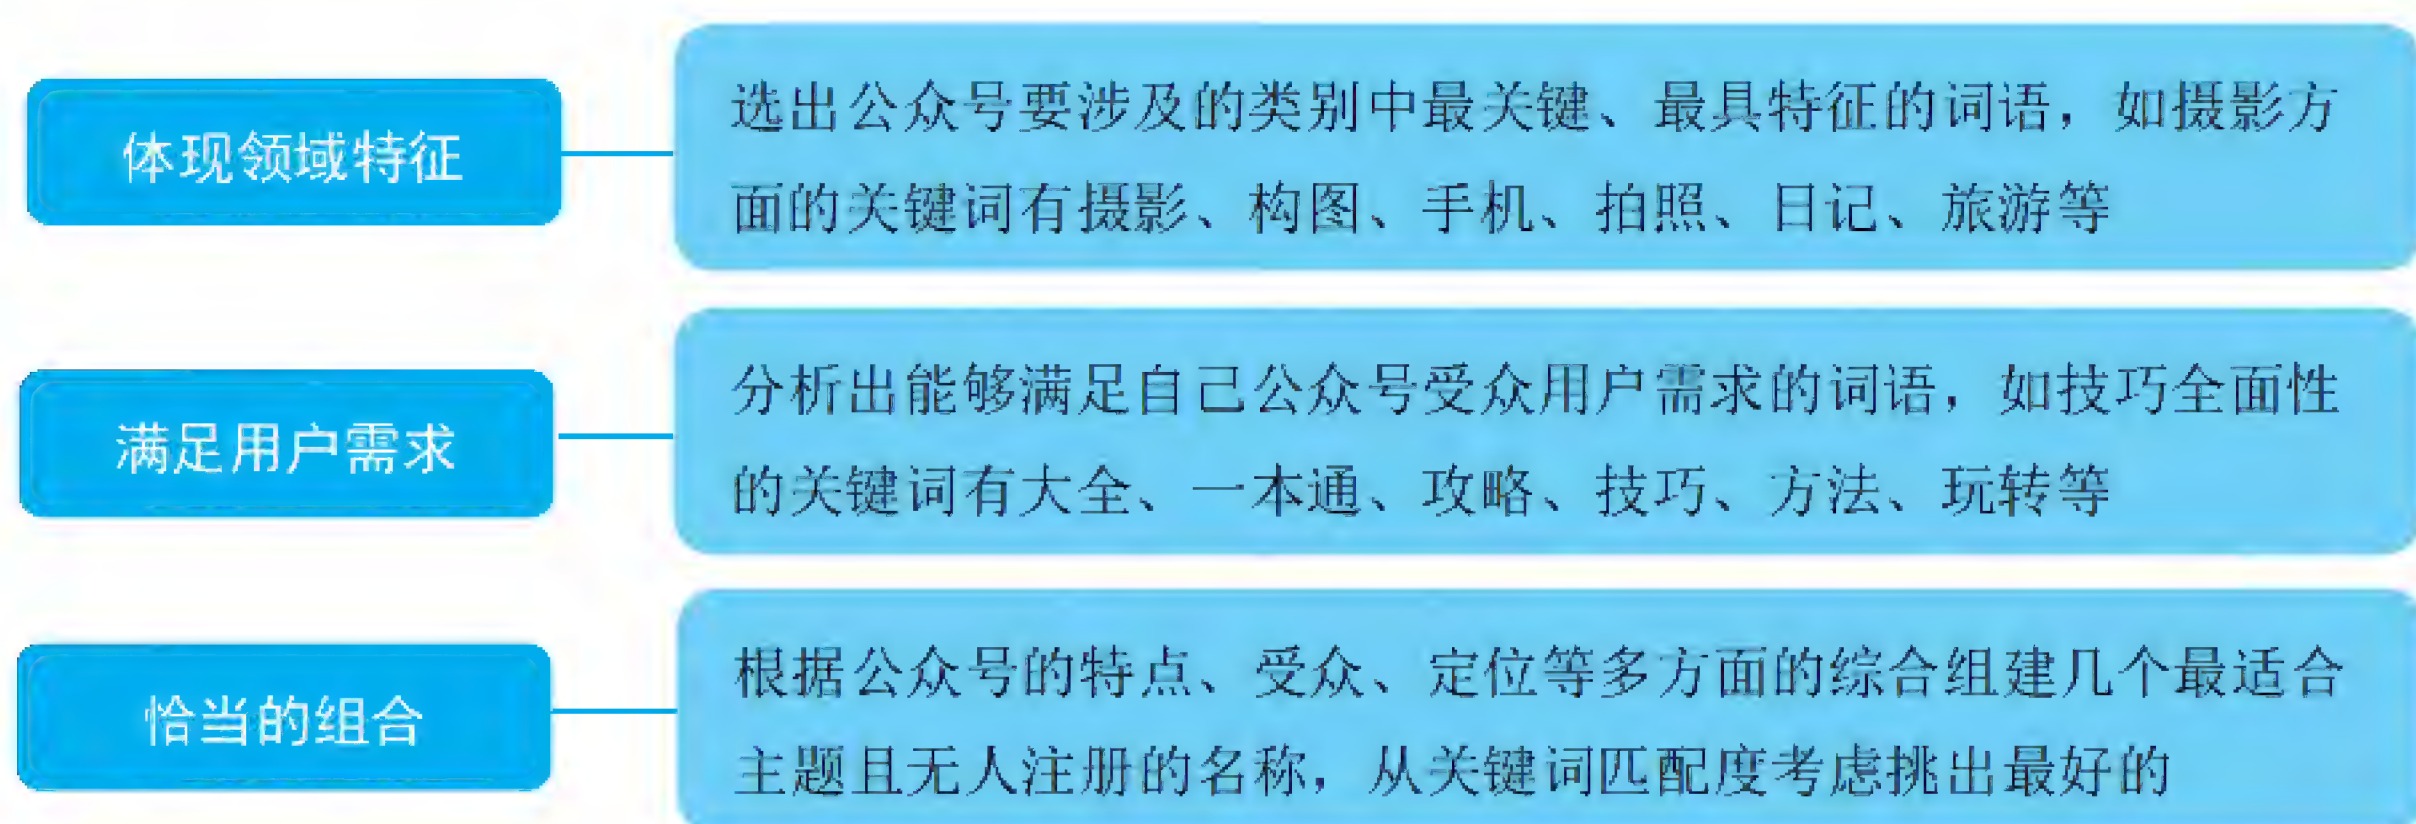 体现领域特征
选出公众号要涉及的类别中最关键、最具特征的词语，如摄影方
面的关键词有摄影、构图、手机、拍照、日记、旅游等
满足用户需求
分析出能够满足自己公众号受众用户需求的词语，如技巧全面性
的关键词有大全、一本通、攻略、技巧、方法、玩转等
恰当的组合
根据公众号的特点、受众、定位等多方面的综合组建几个最适合
主题且无人注册的名称，从关键词匹配度考虑挑出最好的